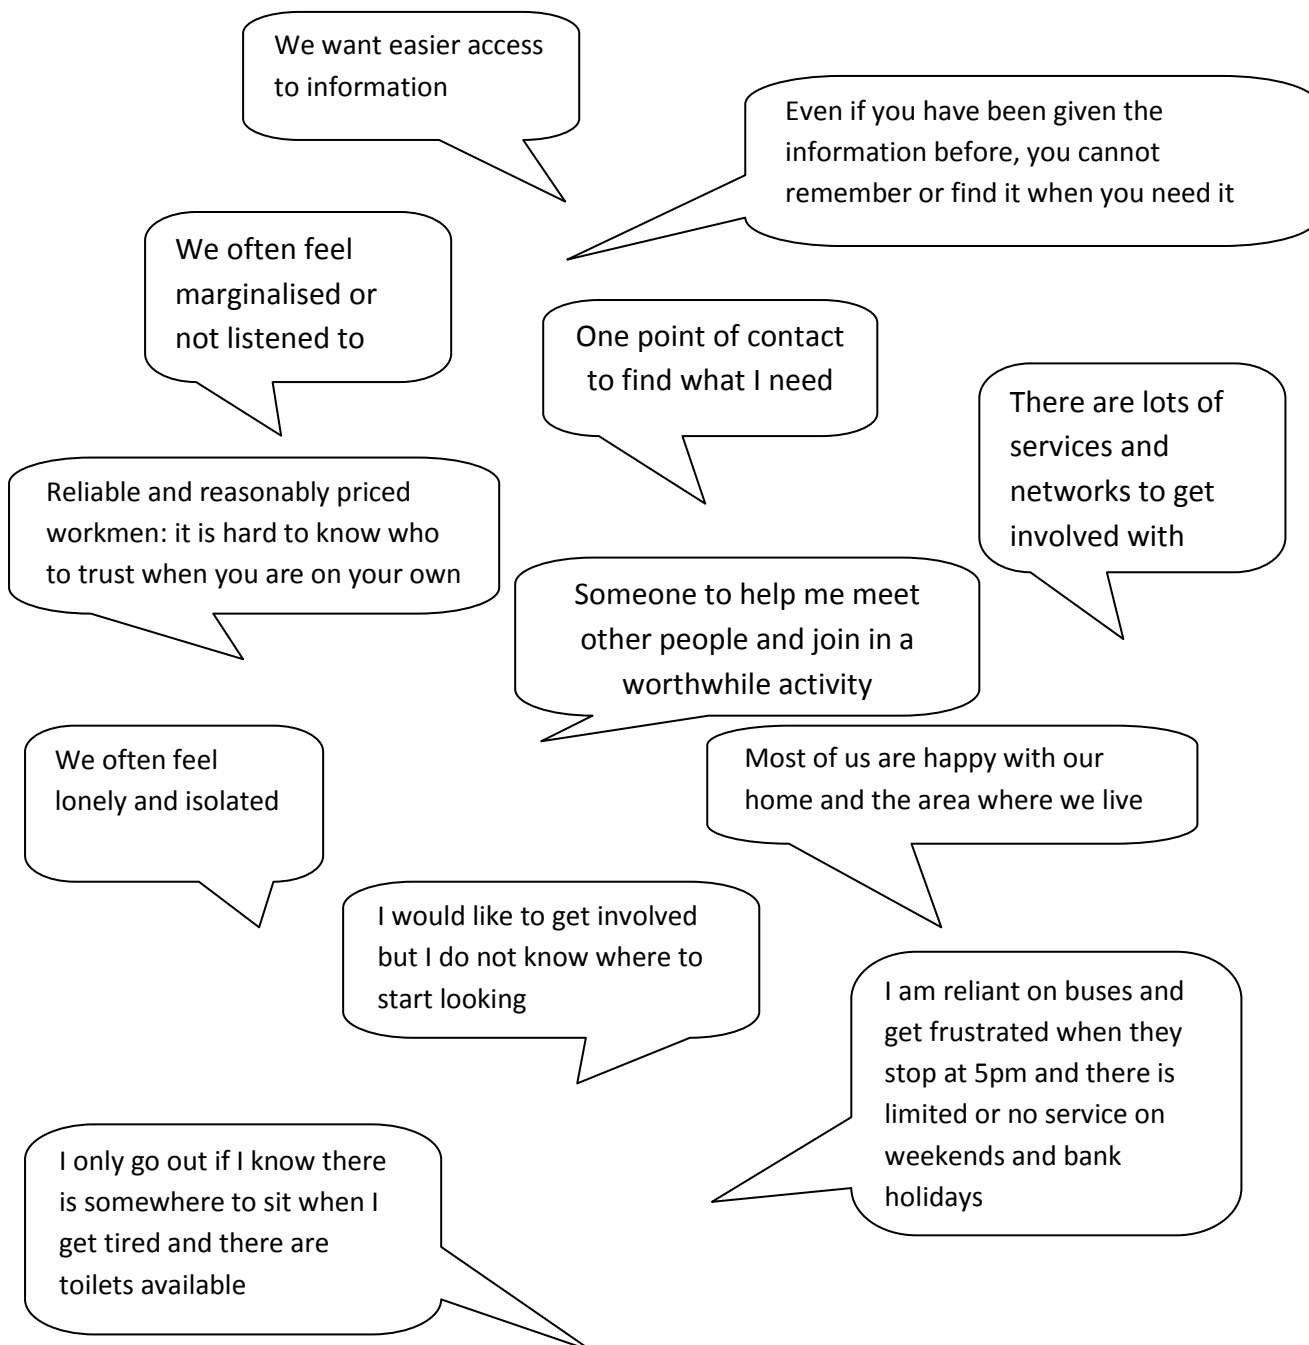 We want easier access
to information
Even if you have been given the
information before, you cannot
remember or find it when you need it
We often feel
marginalised or
not listened to
One point of contact
to find what I need
There are lots of
services and
networks to get
involved with
Reliable and reasonably priced
workmen: it is hard to know who
to trust when you are on your own
Someone to help me meet
other people and join in a
worthwhile activity
We often feel
lonely and isolated
Most of us are happy with our
home and the area where we live
I would like to get involved
but I do not know where to
start looking
I am reliant on buses and
get frustrated when they
stop at 5pm and there is
limited or no service on
weekends and bank
holidays
I only go out if I know there
is somewhere to sit when I
get tired and there are
toilets available